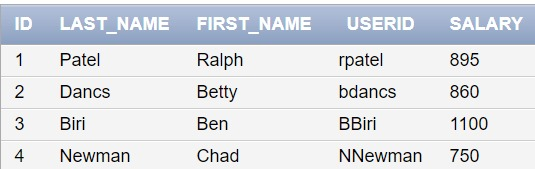 ID LAST_NAME FIRST_NAME USERID SALARY
1 Patel Ralph rpatel 895
2 Dancs Betty bdancs 860
3 Biri Ben BBiri 1100
4 Newman Chad NNewman 750